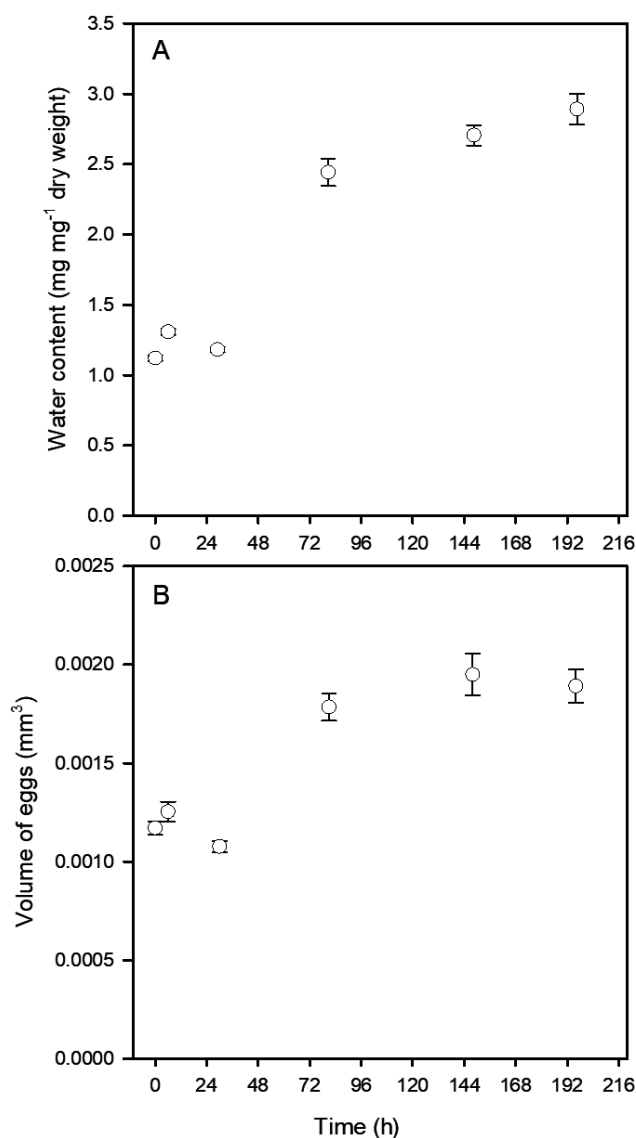 A
3.5
3.0
2.5
2.0
1.5
1.0
0.5
0.0
Water content (mg mg⁻¹ dry weight)
0 24 48 72 96 120 144 168 192 216
B
0.0025
0.0020
0.0015
0.0010
0.0005
0.0000
Volume of eggs (mm³)
0 24 48 72 96 120 144 168 192 216
Time (h)